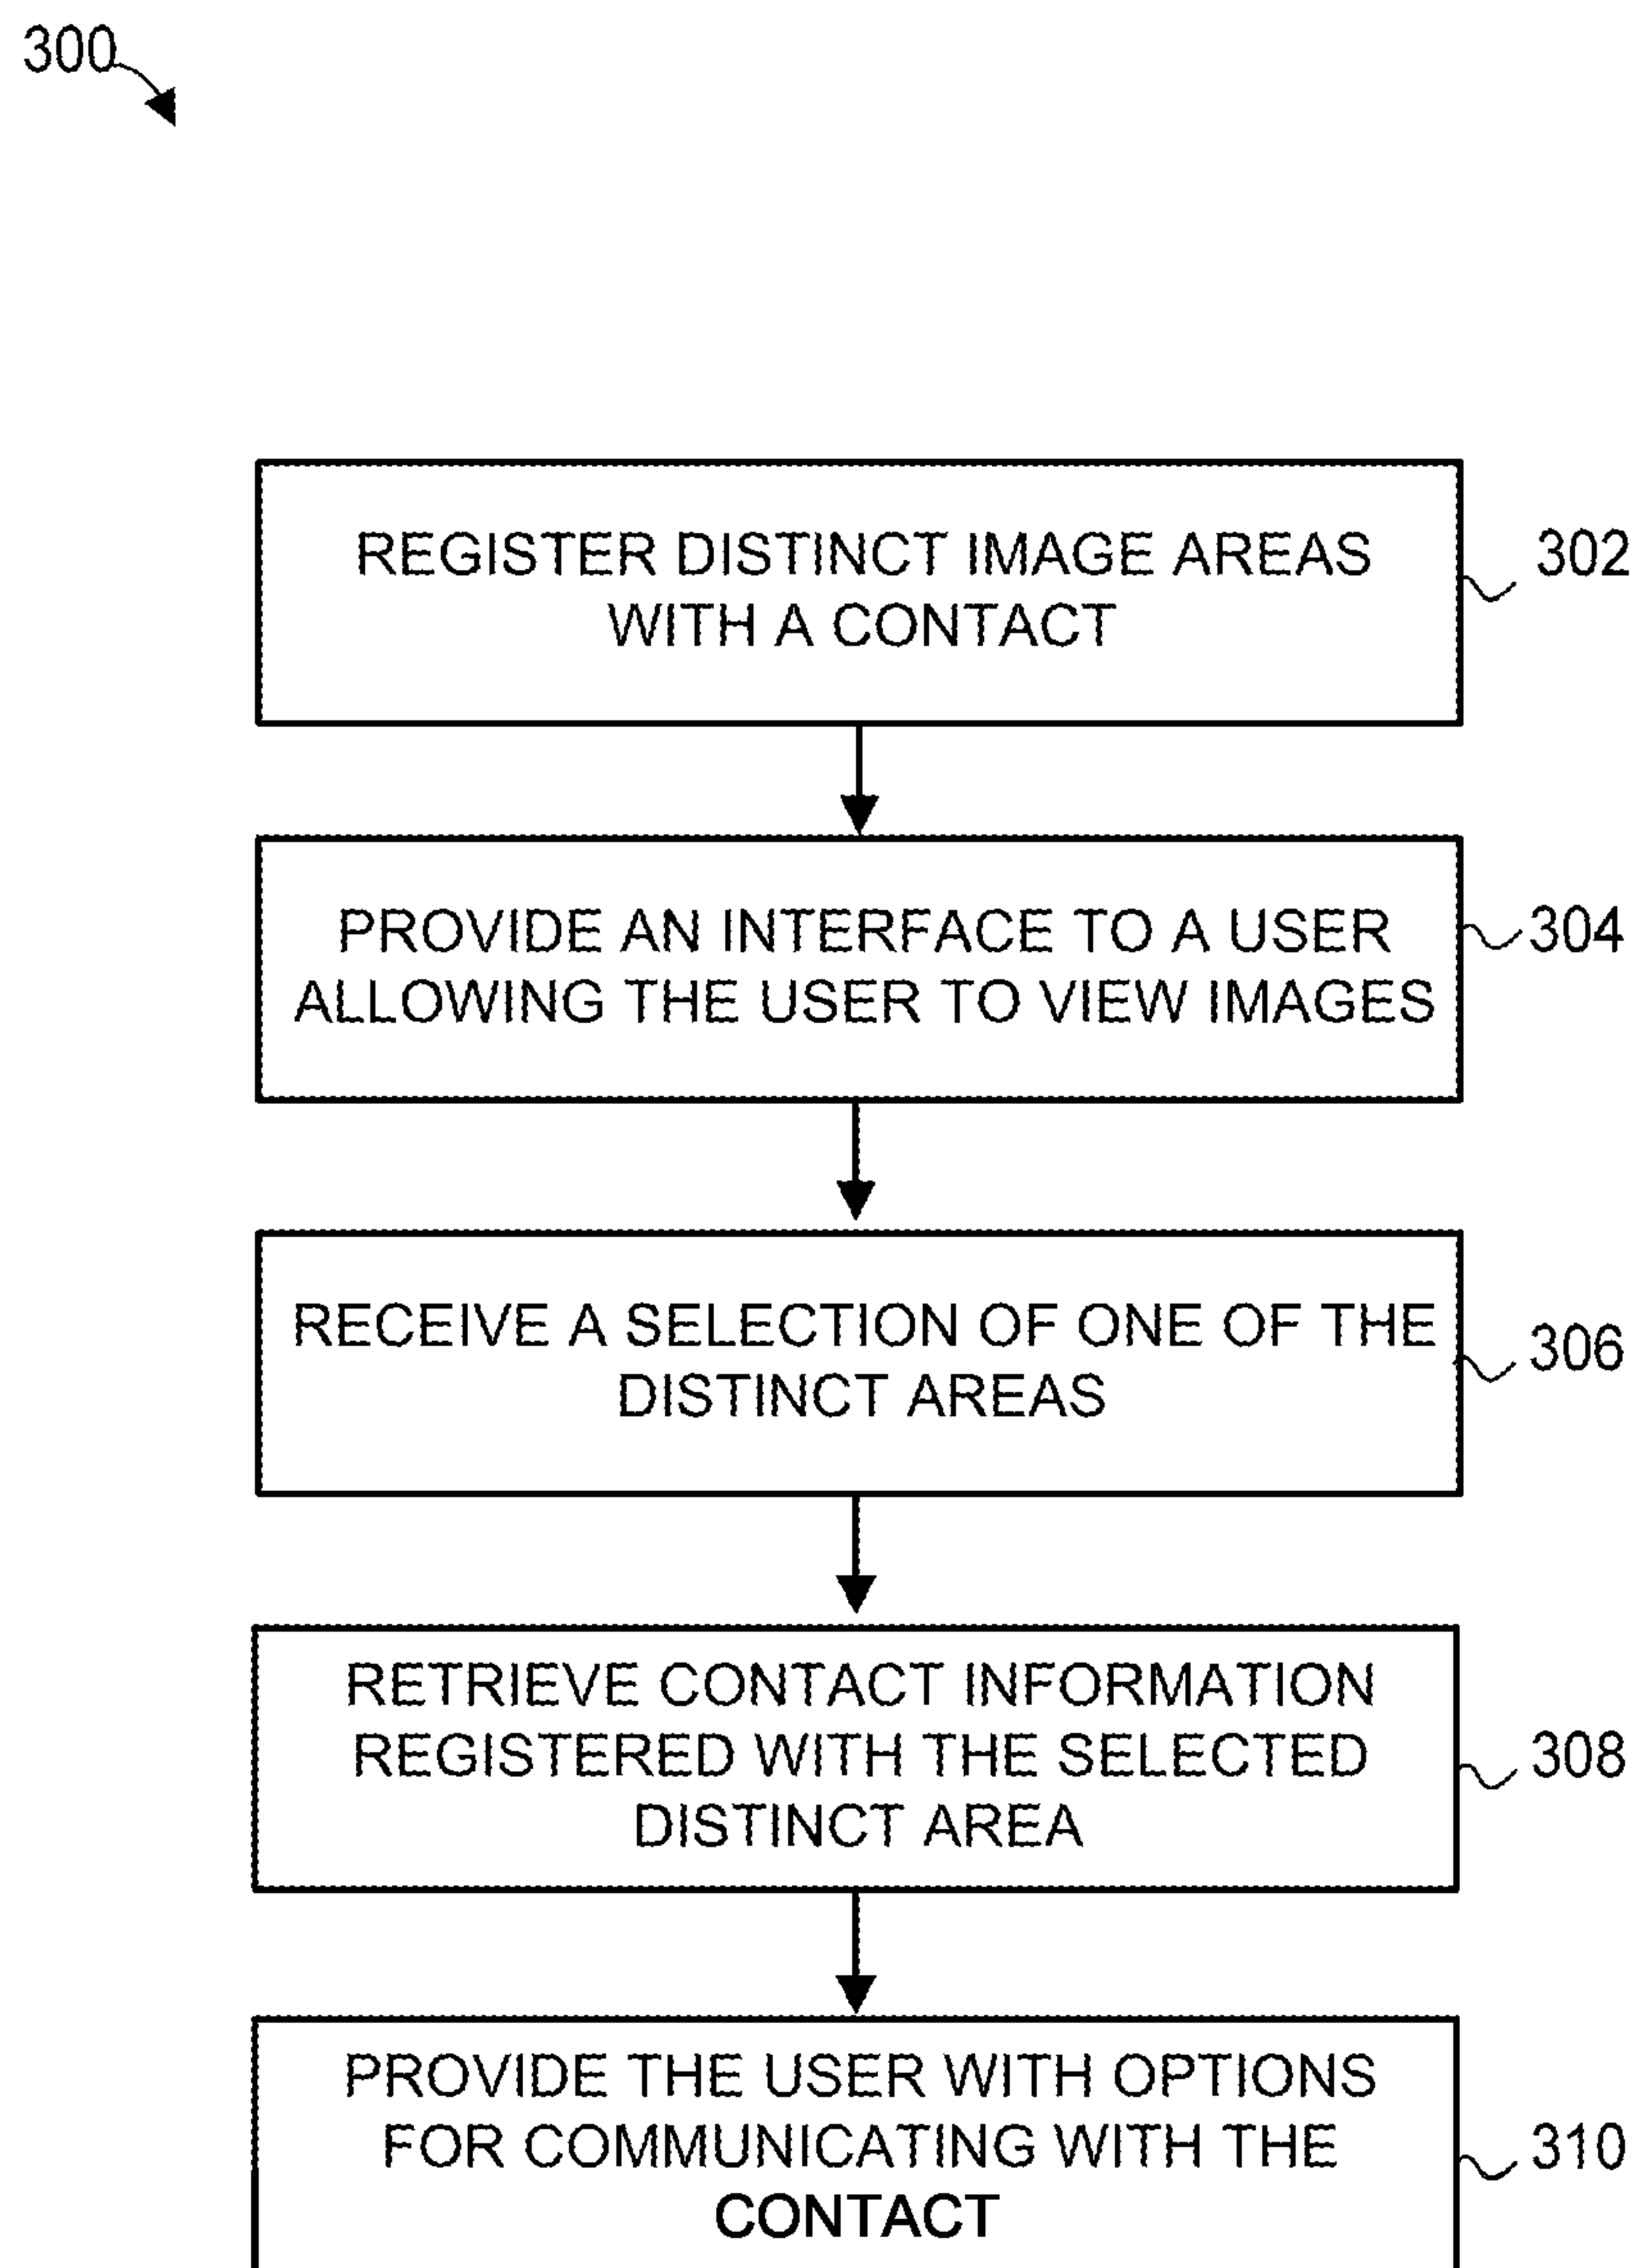 300
REGISTER DISTINCT IMAGE AREAS
WITH A CONTACT
302
PROVIDE AN INTERFACE TO A USER
ALLOWING THE USER TO VIEW IMAGES
304
RECEIVE A SELECTION OF ONE OF THE
DISTINCT AREAS
306
RETRIEVE CONTACT INFORMATION
REGISTERED WITH THE SELECTED
DISTINCT AREA
308
PROVIDE THE USER WITH OPTIONS
FOR COMMUNICATING WITH THE
CONTACT
310